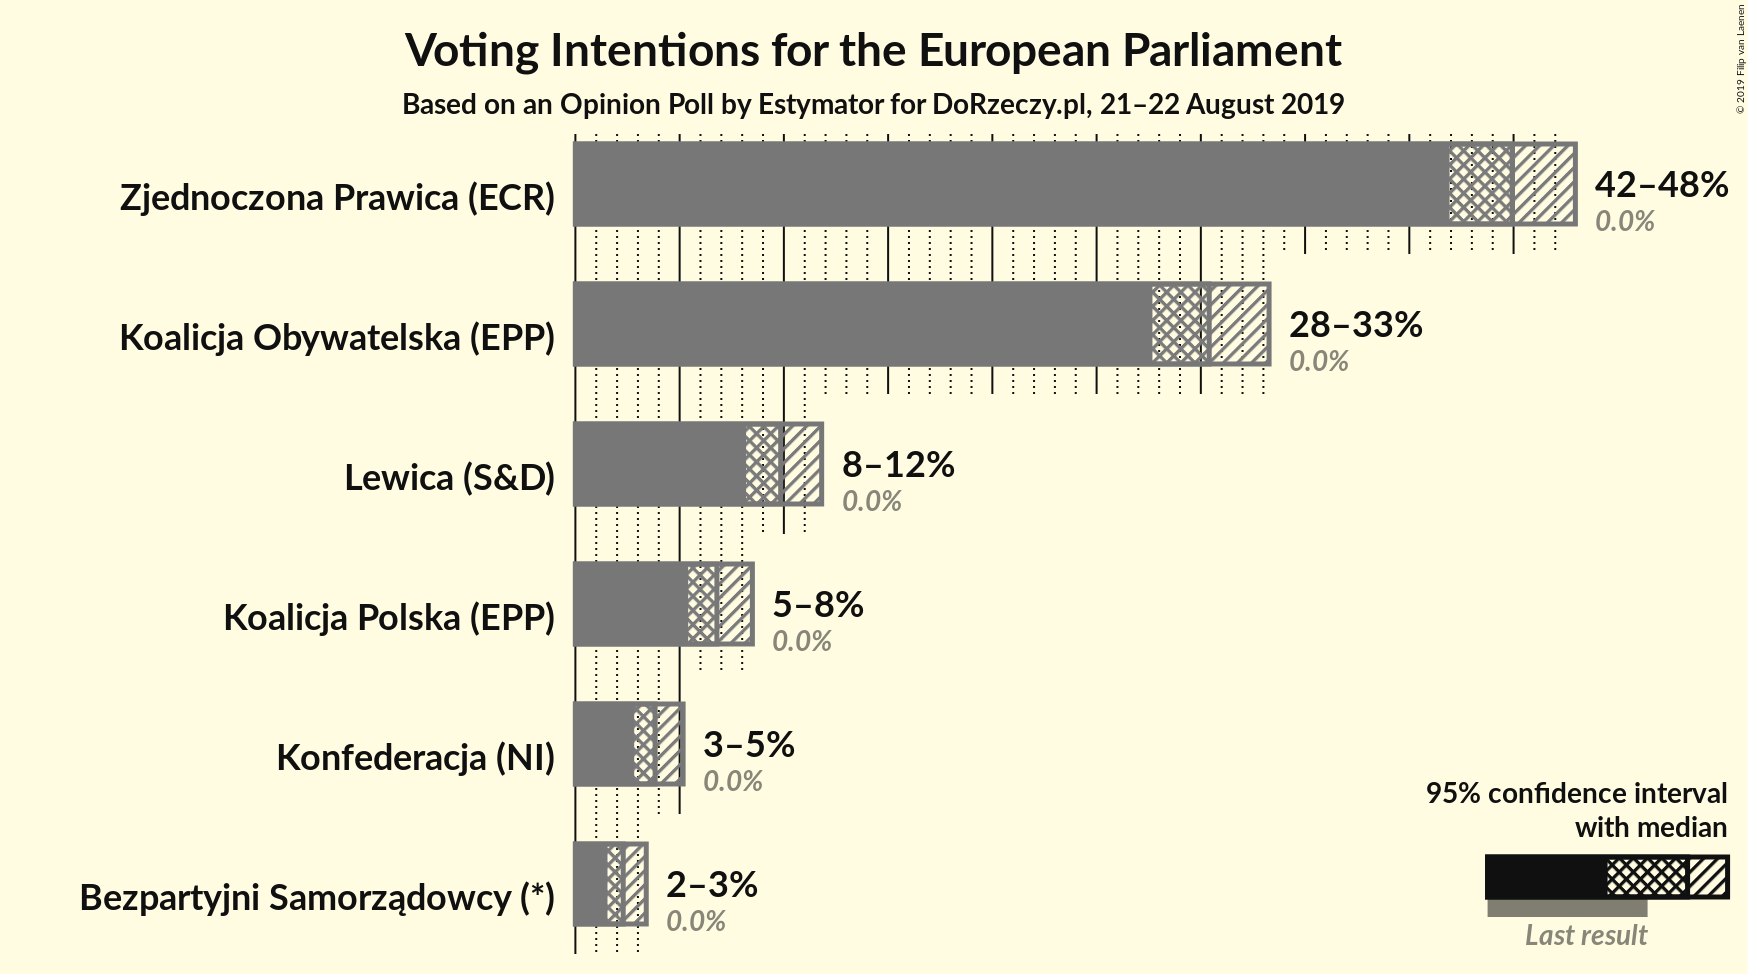 Voting Intentions for the European Parliament
Based on an Opinion Poll by Estymator for DoRzeczy.pl, 21–22 August 2019
© 2019 Filip van Laenen
Zjednoczona Prawica (ECR)
42–48%
0.0%
Koalicja Obywatelska (EPP)
28–33%
0.0%
Lewica (S&D)
8–12%
0.0%
Koalicja Polska (EPP)
5–8%
0.0%
Konfederacja (NI)
3–5%
0.0%
Bezpartyjni Samorządowcy (*)
2–3%
0.0%
95% confidence interval
with median
Last result